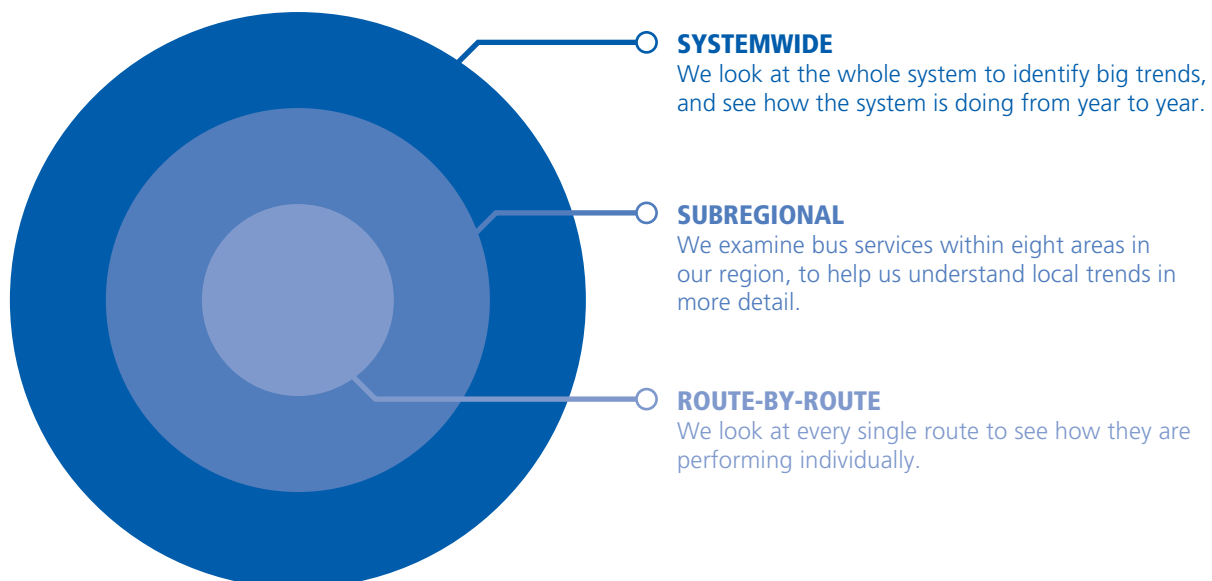 SYSTEMWIDE
We look at the whole system to identify big trends,
and see how the system is doing from year to year.
SUBREGIONAL
We examine bus services within eight areas in
our region, to help us understand local trends in
more detail.
ROUTE-BY-ROUTE
We look at every single route to see how they are
performing individually.